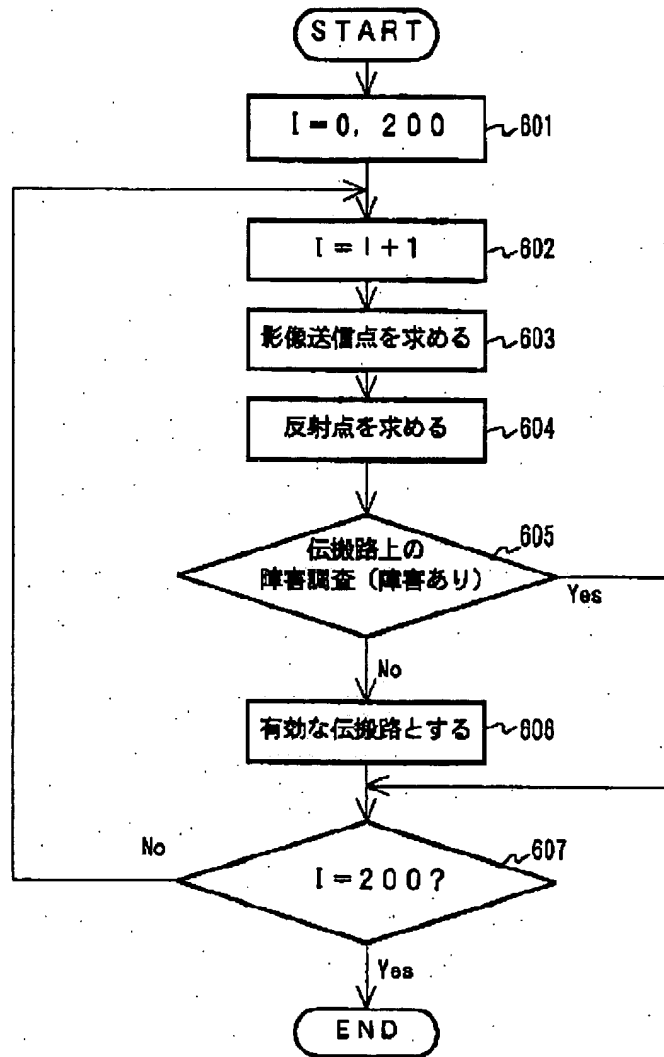 START
I=0, 200
601
I=I+1
602
影像送信点を求める
603
反射点を求める
604
伝搬路上の
障害調査（障害あり）
605
Yes
No
有効な伝搬路とする
606
I=200?
607
No
Yes
END